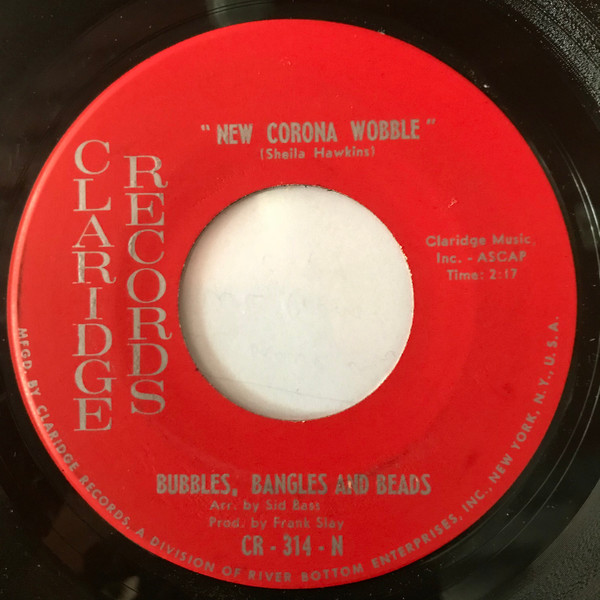 "NEW CORONA WOBBLE"
(Sheila Hawkins)
CLARIDGE
RECORDS
Claridge Music,
Inc. - ASCAP
Time: 2:17
BUBBLES, BANGLES AND BEADS
Arr. by Sid Bass
Prod. by Frank Slay
CR - 314 - N
MFGD. BY CLARIDGE RECORDS, A DIVISION OF RIVER BOTTOM ENTERPRISES, INC., NEW YORK, N.Y., U.S.A.